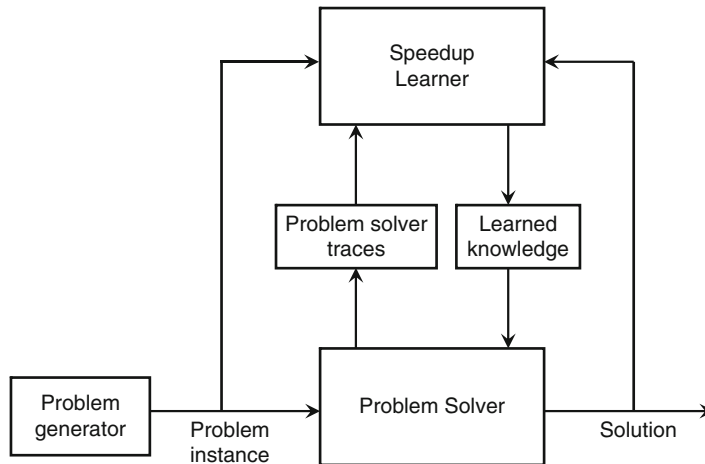 Speedup
Learner
Problem solver
traces
Learned
knowledge
Problem
generator
Problem
instance
Problem Solver
Solution